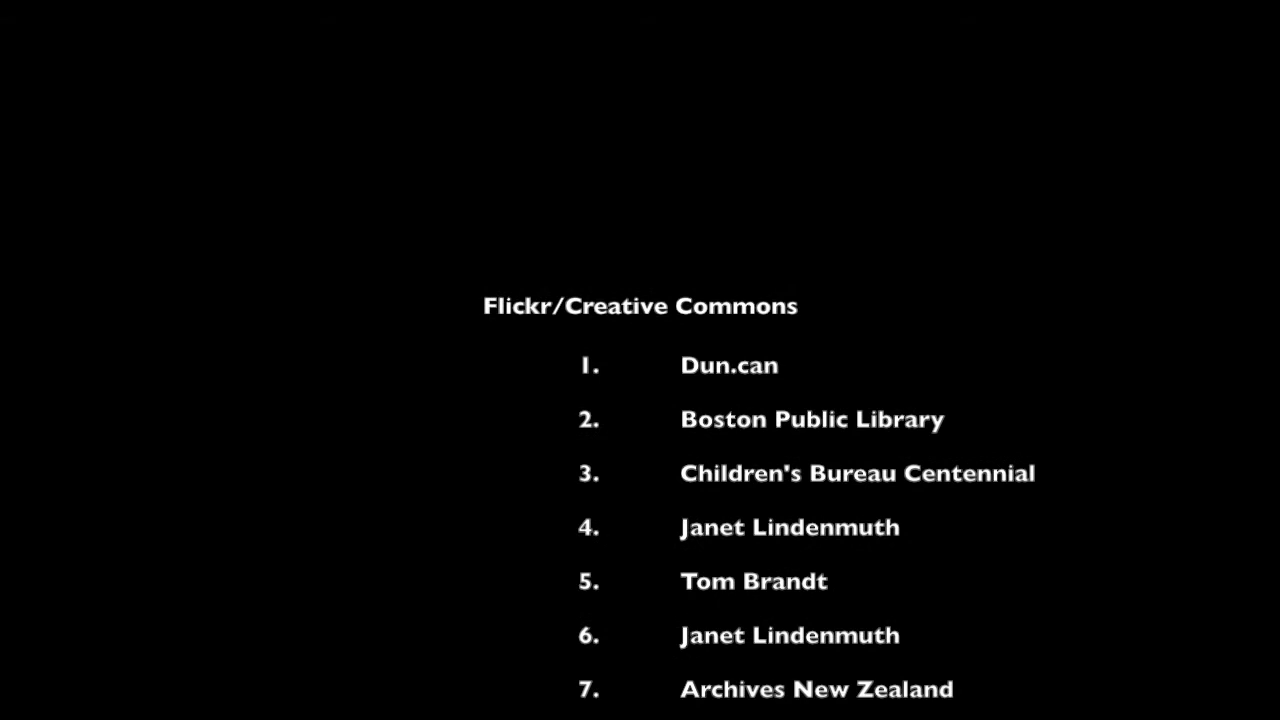 Flickr/Creative Commons
1. Dun.can
2. Boston Public Library
3. Children's Bureau Centennial
4. Janet Lindenmuth
5. Tom Brandt
6. Janet Lindenmuth
7. Archives New Zealand